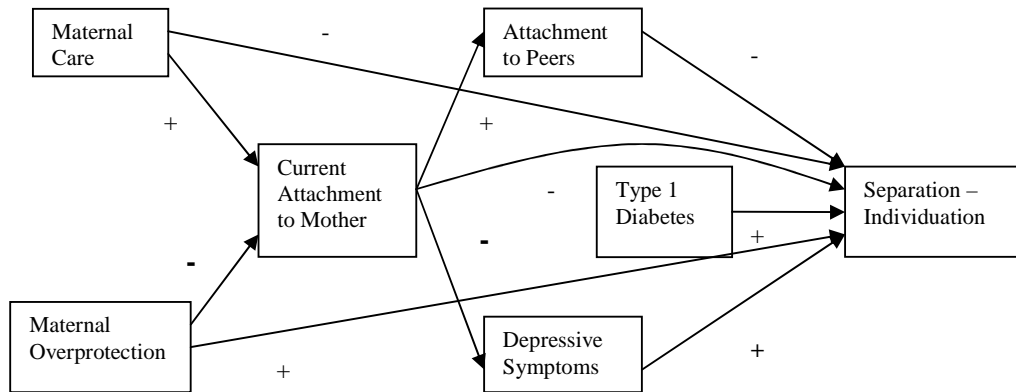 Maternal
Care
-
Attachment
to Peers
-
+
+
Current
Attachment
to Mother
-
Type 1
Diabetes
Separation –
Individuation
-
-
+
Maternal
Overprotection
+
Depressive
Symptoms
+